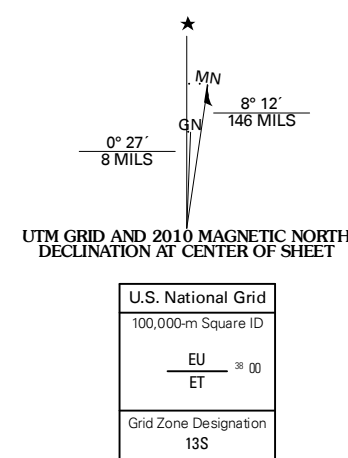 ★
MN
8° 12´
146 MILS
GN
0° 27´
8 MILS
UTM GRID AND 2010 MAGNETIC NORTH
DECLINATION AT CENTER OF SHEET
U.S. National Grid
100,000-m Square ID
EU
38 00
ET
Grid Zone Designation
13S